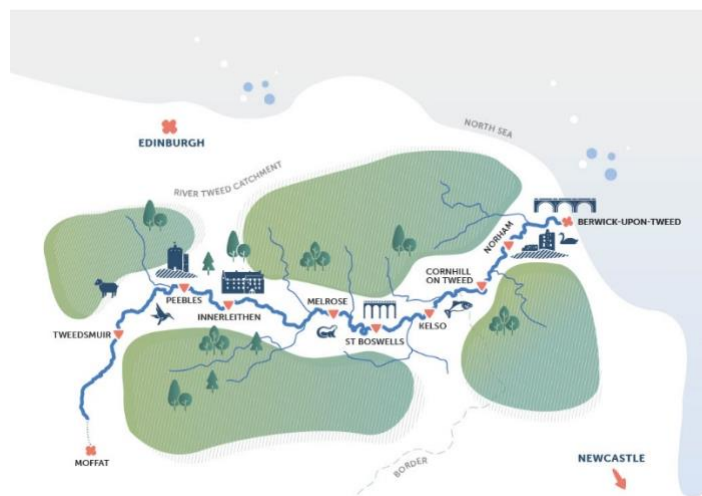 NORTH SEA
EDINBURGH
RIVER TWEED CATCHMENT
BERWICK-UPON-TWEED
NORHAM
CORNHILL
ON TWEED
PEEBLES
MELROSE
INNERLEITHEN
KELSO
TWEEDSMUIR
ST BOSWELLS
MOFFAT
BORDER
NEWCASTLE